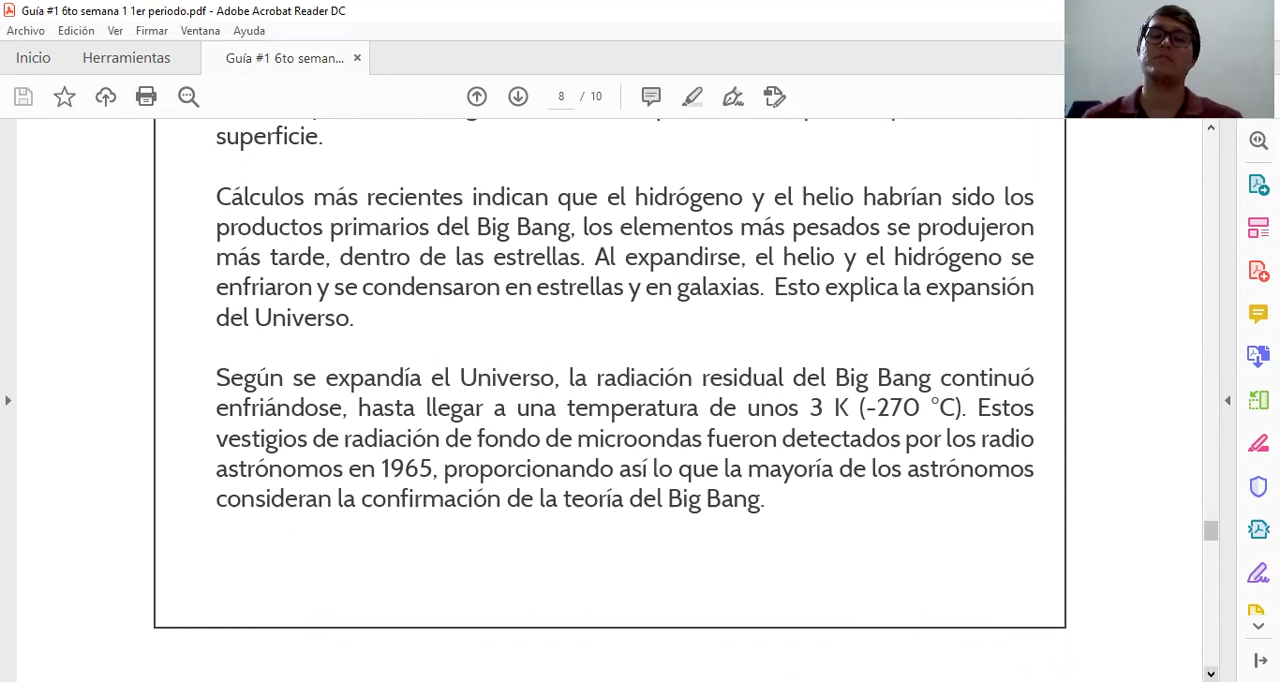 Guía #1 6to semana 1 1er periodo.pdf - Adobe Acrobat Reader DC
Archivo Edición Ver Firmar Ventana Ayuda
Inicio Herramientas Guía #1 6to seman... ×
8 / 10
superficie.
Cálculos más recientes indican que el hidrógeno y el helio habrían sido los
productos primarios del Big Bang, los elementos más pesados se produjeron
más tarde, dentro de las estrellas. Al expandirse, el helio y el hidrógeno se
enfriaron y se condensaron en estrellas y en galaxias. Esto explica la expansión
del Universo.
Según se expandía el Universo, la radiación residual del Big Bang continuó
enfriándose, hasta llegar a una temperatura de unos 3 K (-270 °C). Estos
vestigios de radiación de fondo de microondas fueron detectados por los radio
astrónomos en 1965, proporcionando así lo que la mayoría de los astrónomos
consideran la confirmación de la teoría del Big Bang.